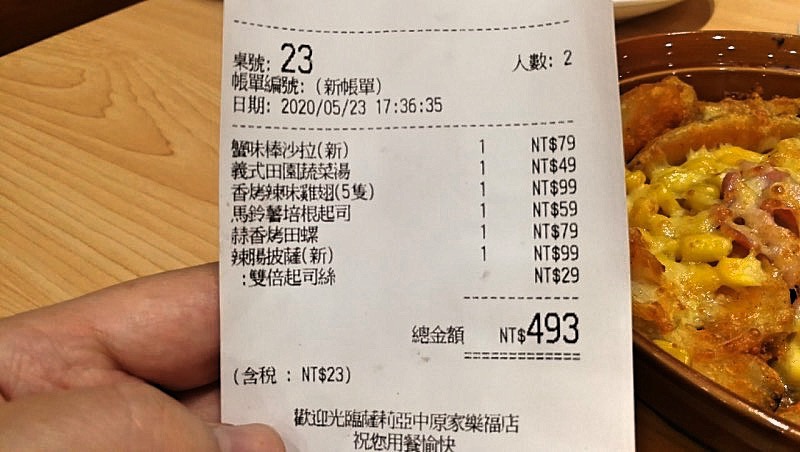 桌號: 23 人數: 2
帳單編號: (新帳單)
日期: 2020/05/23 17:36:35
蟹味棒沙拉(新) 1 NT$79
義式田園蔬菜湯 1 NT$49
香烤辣味雞翅(5隻) 1 NT$99
馬鈴薯培根起司 1 NT$59
蒜香烤田螺 1 NT$79
辣腸披薩(新) 1 NT$99
:雙倍起司絲 NT$29
總金額 NT$493
(含稅 : NT$23)
歡迎光臨薩莉亞中原家樂福店
祝您用餐愉快